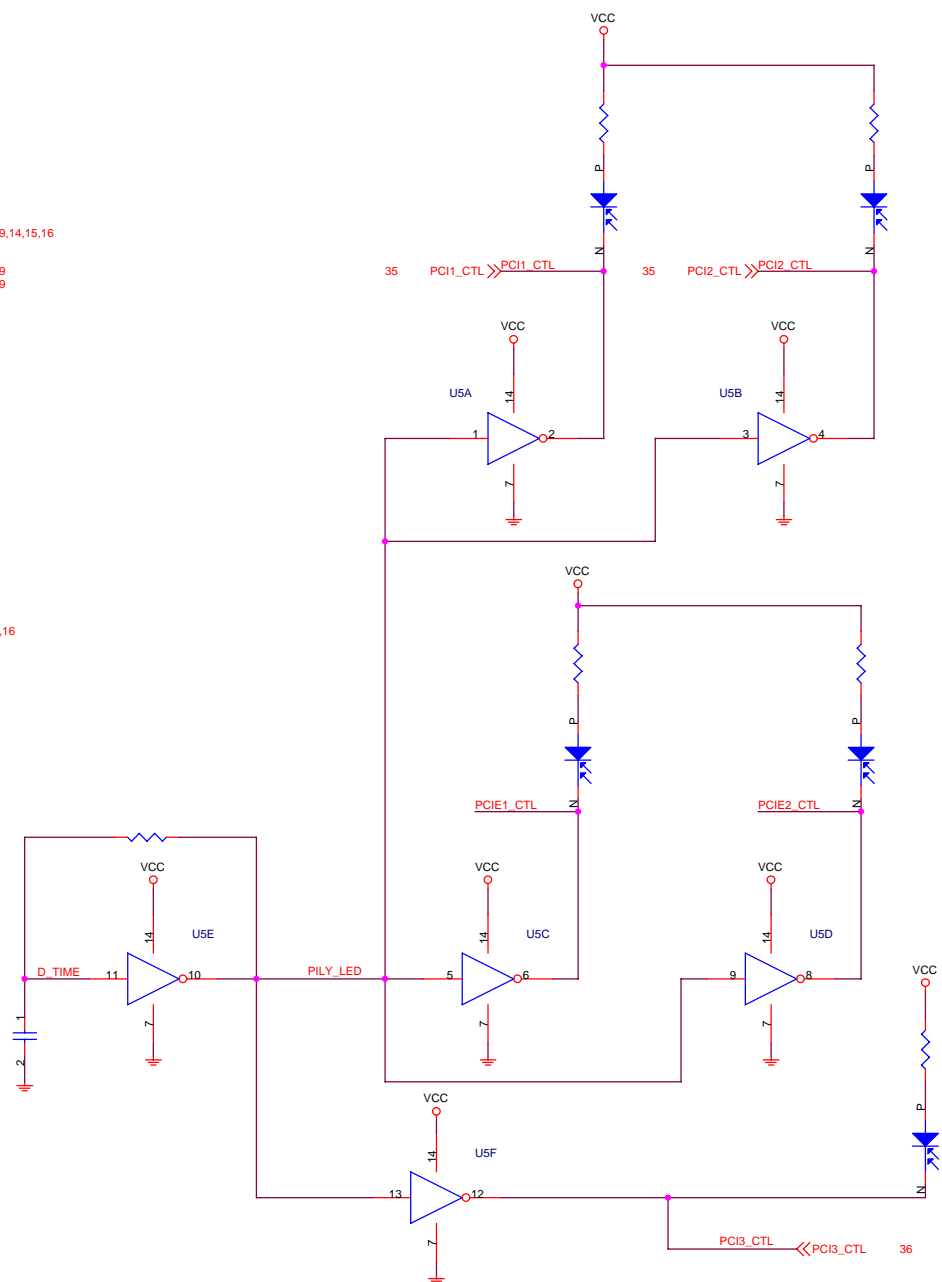 VCC
P
P
9,14,15,16
N
N
9
35
PCI1_CTL
PCI1_CTL
35
PCI2_CTL
PCI2_CTL
9
VCC
VCC
U5A
14
U5B
14
1
2
3
4
7
7
VCC
,16
P
P
PCIE1_CTL
N
PCIE2_CTL
N
VCC
VCC
VCC
14
U5E
14
U5C
14
U5D
D_TIME
11
10
PILY_LED
5
6
9
8
VCC
1
7
7
7
2
VCC
P
14
U5F
13
12
N
7
PCI3_CTL
PCI3_CTL
36